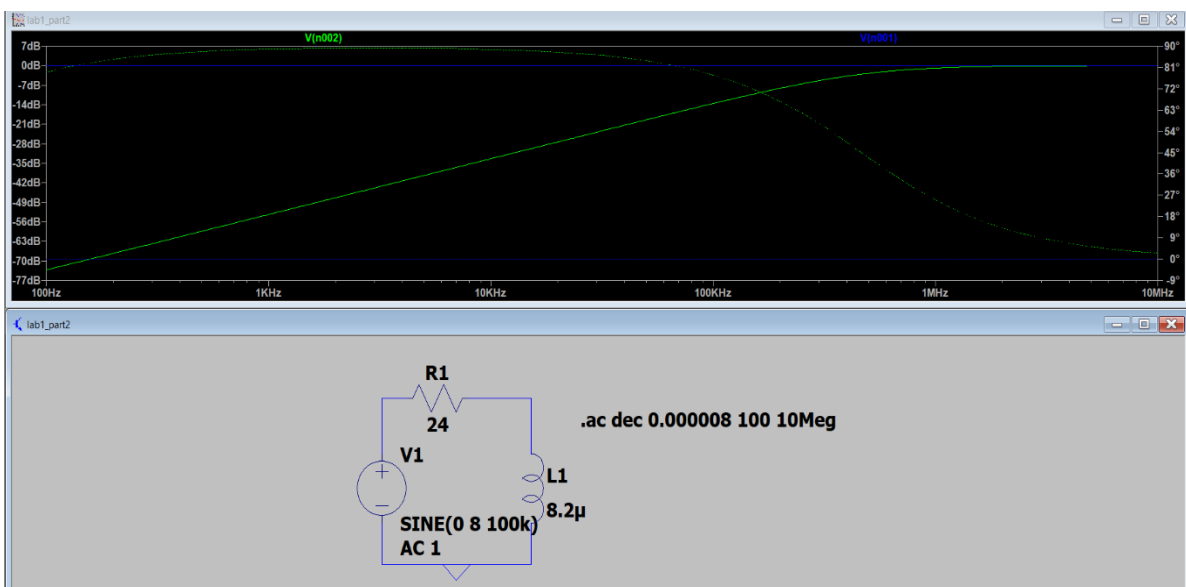 lab1_part2
V(n002) V(n001)
7dB 90°
0dB 81°
-7dB 72°
-14dB 63°
-21dB 54°
-28dB 45°
-35dB 36°
-42dB 27°
-49dB 18°
-56dB 9°
-63dB 0°
-70dB -9°
-77dB
100Hz 1KHz 10KHz 100KHz 1MHz 10MHz
lab1_part2
R1
24
.ac dec 0.000008 100 10Meg
V1
L1
8.2µ
SINE(0 8 100k)
AC 1